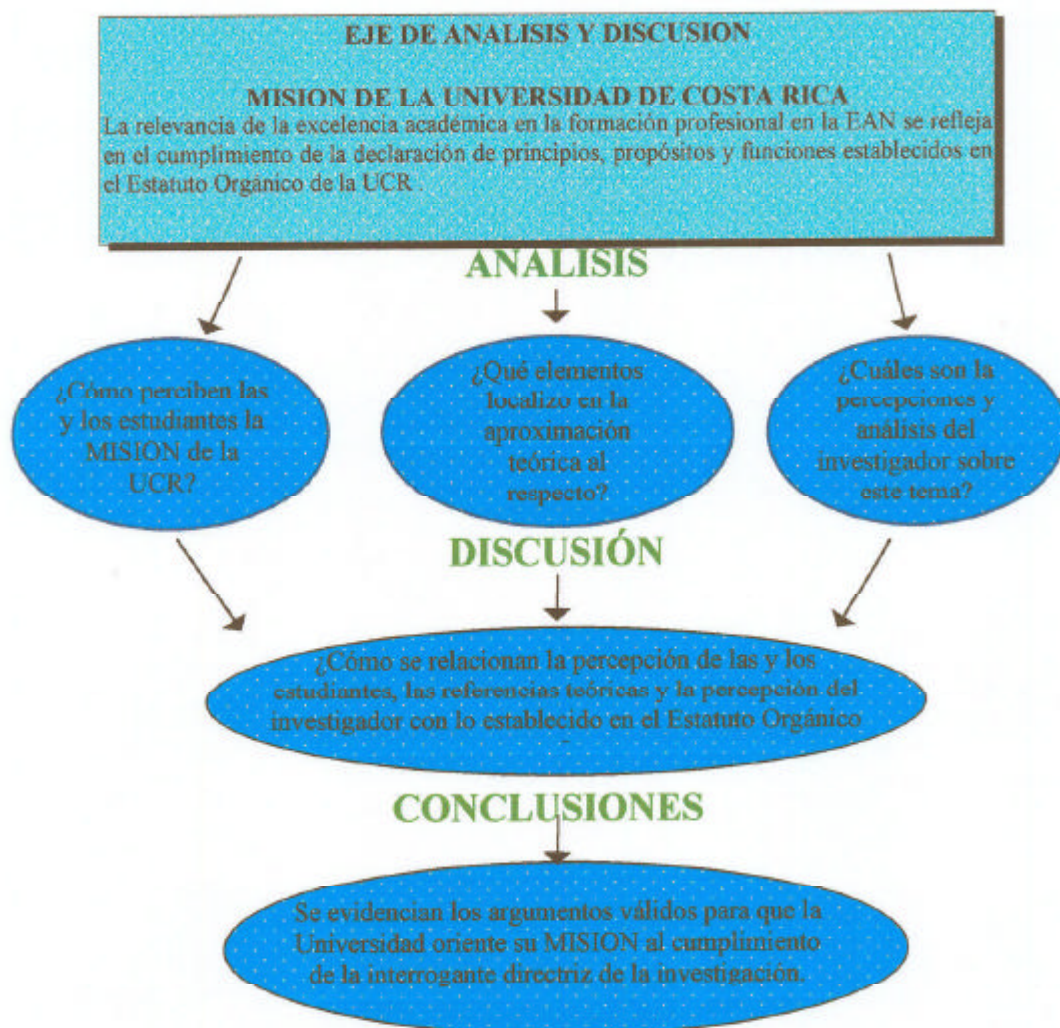 EJE DE ANALISIS Y DISCUSION
MISION DE LA UNIVERSIDAD DE COSTA RICA
La relevancia de la excelencia académica en la formación profesional en la EAN se refleja
en el cumplimiento de la declaración de principios, propósitos y funciones establecidos en
el Estatuto Orgánico de la UCR .
ANALISIS
¿Cómo perciben las
y los estudiantes la
MISION de la
UCR?
¿Qué elementos
localizo en la
aproximación
teórica al
respecto?
¿Cuáles son la
percepciones y
análisis del
investigador sobre
este tema?
DISCUSIÓN
¿Cómo se relacionan la percepción de las y los
estudiantes, las referencias teóricas y la percepción del
investigador con lo establecido en el Estatuto Orgánico
CONCLUSIONES
Se evidencian los argumentos válidos para que la
Universidad oriente su MISION al cumplimiento
de la interrogante directriz de la investigación.